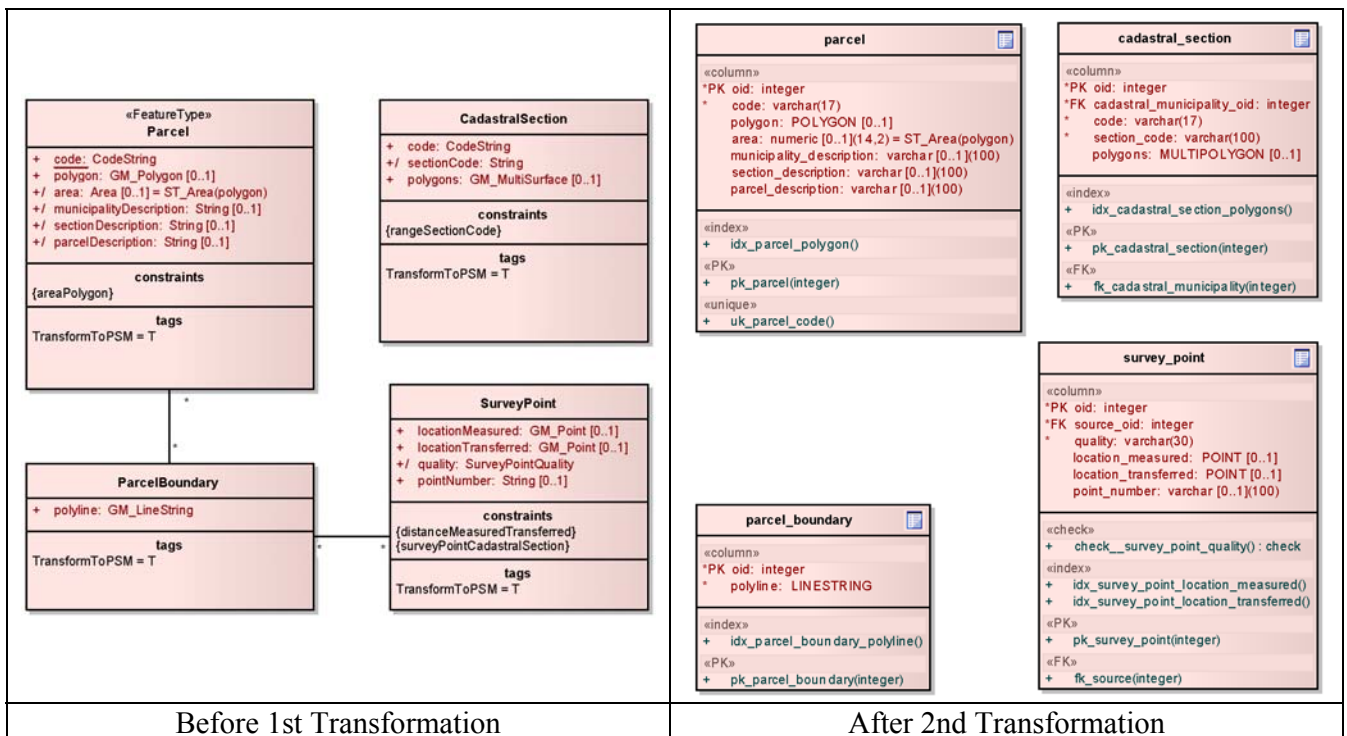 «FeatureType»
Parcel
+ code: CodeString
+ polygon: GM_Polygon [0..1]
+/ area: Area [0..1] = ST_Area(polygon)
+/ municipalityDescription: String [0..1]
+/ sectionDescription: String [0..1]
+/ parcelDescription: String [0..1]
constraints
{areaPolygon}
tags
TransformToPSM = T
*
*
CadastralSection
+ code: CodeString
+/ sectionCode: String
+ polygons: GM_MultiSurface [0..1]
constraints
{rangeSectionCode}
tags
TransformToPSM = T
ParcelBoundary
+ polyline: GM_LineString
tags
TransformToPSM = T
*
*
SurveyPoint
+ locationMeasured: GM_Point [0..1]
+ locationTransferred: GM_Point [0..1]
+/ quality: SurveyPointQuality
+ pointNumber: String [0..1]
constraints
{distanceMeasuredTransferred}
{surveyPointCadastralSection}
tags
TransformToPSM = T
Before 1st Transformation
parcel
«column»
*PK oid: integer
* code: varchar(17)
polygon: POLYGON [0..1]
area: numeric [0..1](14,2) = ST_Area(polygon)
municipality_description: varchar [0..1](100)
section_description: varchar [0..1](100)
parcel_description: varchar [0..1](100)
«index»
+ idx_parcel_polygon()
«PK»
+ pk_parcel(integer)
«unique»
+ uk_parcel_code()
cadastral_section
«column»
*PK oid: integer
*FK cadastral_municipality_oid: integer
* code: varchar(17)
* section_code: varchar(100)
polygons: MULTIPOLYGON [0..1]
«index»
+ idx_cadastral_section_polygons()
«PK»
+ pk_cadastral_section(integer)
«FK»
+ fk_cadastral_municipality(integer)
parcel_boundary
«column»
*PK oid: integer
* polyline: LINESTRING
«index»
+ idx_parcel_boundary_polyline()
«PK»
+ pk_parcel_boundary(integer)
survey_point
«column»
*PK oid: integer
*FK source_oid: integer
* quality: varchar(30)
location_measured: POINT [0..1]
location_transferred: POINT [0..1]
point_number: varchar [0..1](100)
«check»
+ check__survey_point_quality() : check
«index»
+ idx_survey_point_location_measured()
+ idx_survey_point_location_transferred()
«PK»
+ pk_survey_point(integer)
«FK»
+ fk_source(integer)
After 2nd Transformation